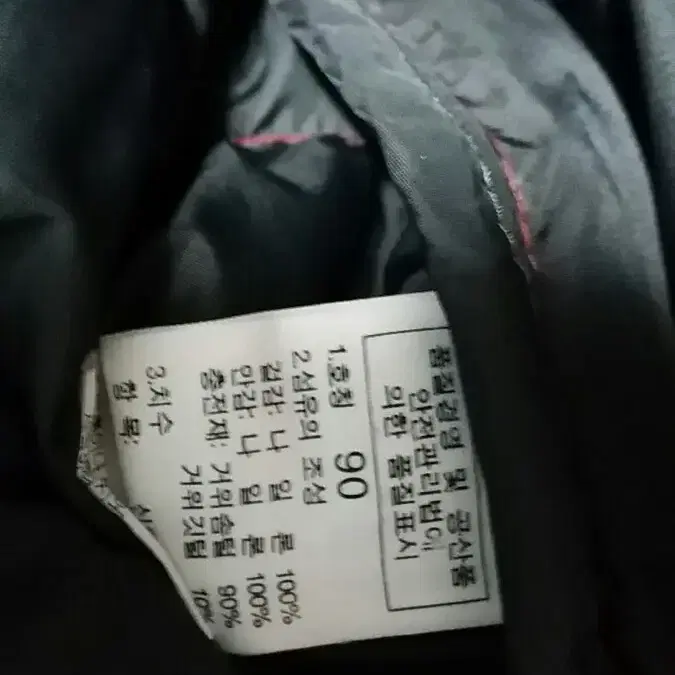 품질경영 및 공산품
안전관리법에
의한 품질표시
1.호칭 90
2.섬유의 조성
겉감: 나 일 론 100%
안감: 나 일 론 100%
충전재: 거위솜털 90%
거위깃털 10%
3.치수
항 목: